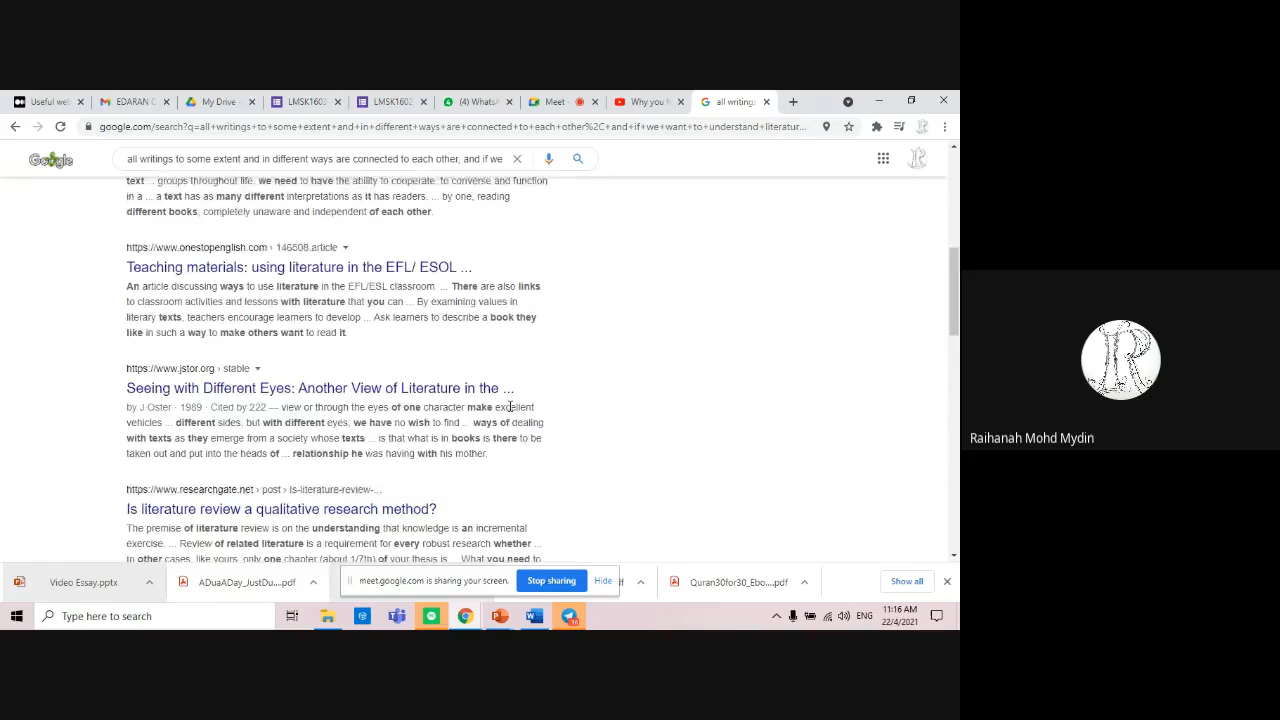 Useful wel
EDARAN C
My Drive -
LMSK1603
LMSK1602
(4) Whats
Meet -
Why you f
all writing
google.com/search?q=all+writings+to+some+extent+and+in+different+ways+are+connected+to+each+other%2C+and+if+we+want+to+understand+literatur...
Google
all writings to some extent and in different ways are connected to each other, and if we
text ... groups throughout life. we need to have the ability to cooperate, to converse and function
in a ... a text has as many different interpretations as it has readers. ... by one, reading
different books, completely unaware and independent of each other.
https://www.onestopenglish.com › 146508.article
Teaching materials: using literature in the EFL/ ESOL ...
An article discussing ways to use literature in the EFL/ESL classroom. ... There are also links
to classroom activities and lessons with literature that you can ... By examining values in
literary texts, teachers encourage learners to develop ... Ask learners to describe a book they
like in such a way to make others want to read it.
https://www.jstor.org › stable
Seeing with Different Eyes: Another View of Literature in the ...
by J Oster · 1989 · Cited by 222 — view or through the eyes of one character make excellent
vehicles ... different sides, but with different eyes; we have no wish to find ... ways of dealing
with texts as they emerge from a society whose texts ... is that what is in books is there to be
taken out and put into the heads of ... relationship he was having with his mother.
https://www.researchgate.net › post › Is-literature-review-...
Is literature review a qualitative research method?
The premise of literature review is on the understanding that knowledge is an incremental
exercise. ... Review of related literature is a requirement for every robust research whether ...
in other cases, like yours, only one chapter (about 1/7th) of your thesis is ... What you need to
Raihanah Mohd Mydin
Video Essay.pptx
ADuaADay_JustDu....pdf
meet.google.com is sharing your screen.
Stop sharing
Hide
df
Quran30for30_Ebo....pdf
Show all
Type here to search
ENG
11:16 AM
22/4/2021